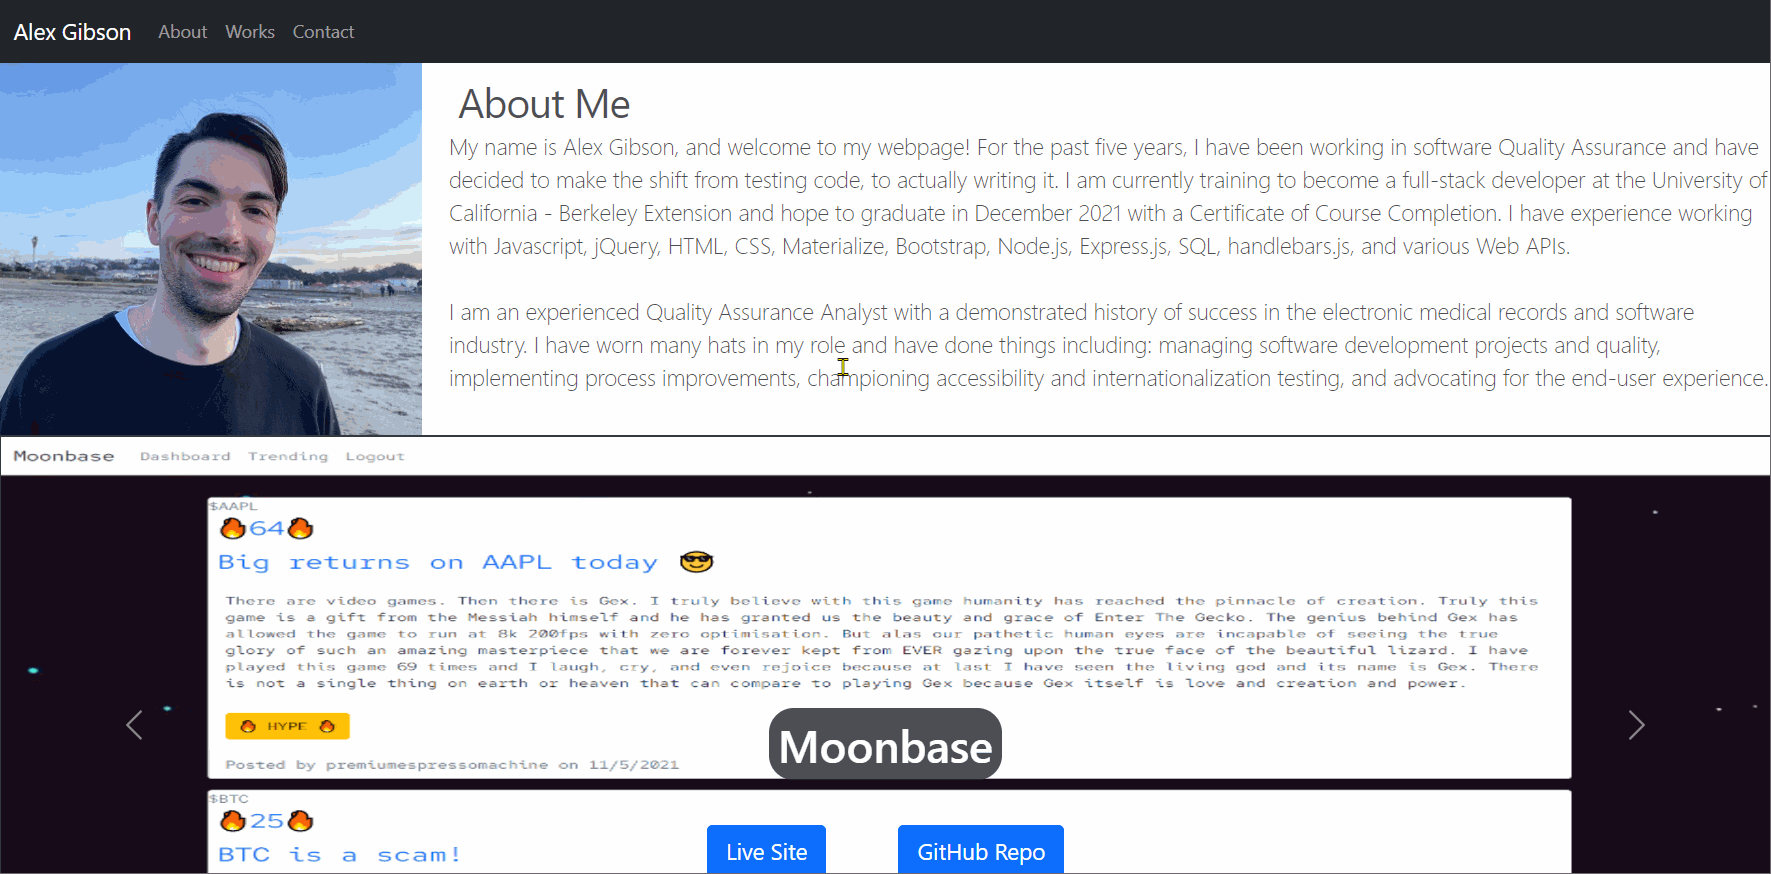 Alex Gibson About Works Contact
About Me
My name is Alex Gibson, and welcome to my webpage! For the past five years, I have been working in software Quality Assurance and have
decided to make the shift from testing code, to actually writing it. I am currently training to become a full-stack developer at the University of
California - Berkeley Extension and hope to graduate in December 2021 with a Certificate of Course Completion. I have experience working
with Javascript, jQuery, HTML, CSS, Materialize, Bootstrap, Node.js, Express.js, SQL, handlebars.js, and various Web APIs.
I am an experienced Quality Assurance Analyst with a demonstrated history of success in the electronic medical records and software
industry. I have worn many hats in my role and have done things including: managing software development projects and quality,
implementing process improvements, championing accessibility and internationalization testing, and advocating for the end-user experience.
Moonbase Dashboard Trending Logout
$AAPL
🔥64🔥
Big returns on AAPL today 😎
There are video games. Then there is Gex. I truly believe with this game humanity has reached the pinnacle of creation. Truly this
game is a gift from the Messiah himself and he has granted us the beauty and grace of Enter The Gecko. The genius behind Gex has
allowed the game to run at 8k 200fps with zero optimisation. But alas our pathetic human eyes are incapable of seeing the true
glory of such an amazing masterpiece that we are forever kept from EVER gazing upon the true face of the beautiful lizard. I have
played this game 69 times and I laugh, cry, and even rejoice because at last I have seen the living god and its name is Gex. There
is not a single thing on earth or heaven that can compare to playing Gex because Gex itself is love and creation and power.
🔥 HYPE 🔥
Moonbase
Posted by premiumespressomachine on 11/5/2021
$BTC
🔥25🔥
BTC is a scam!
Live Site GitHub Repo